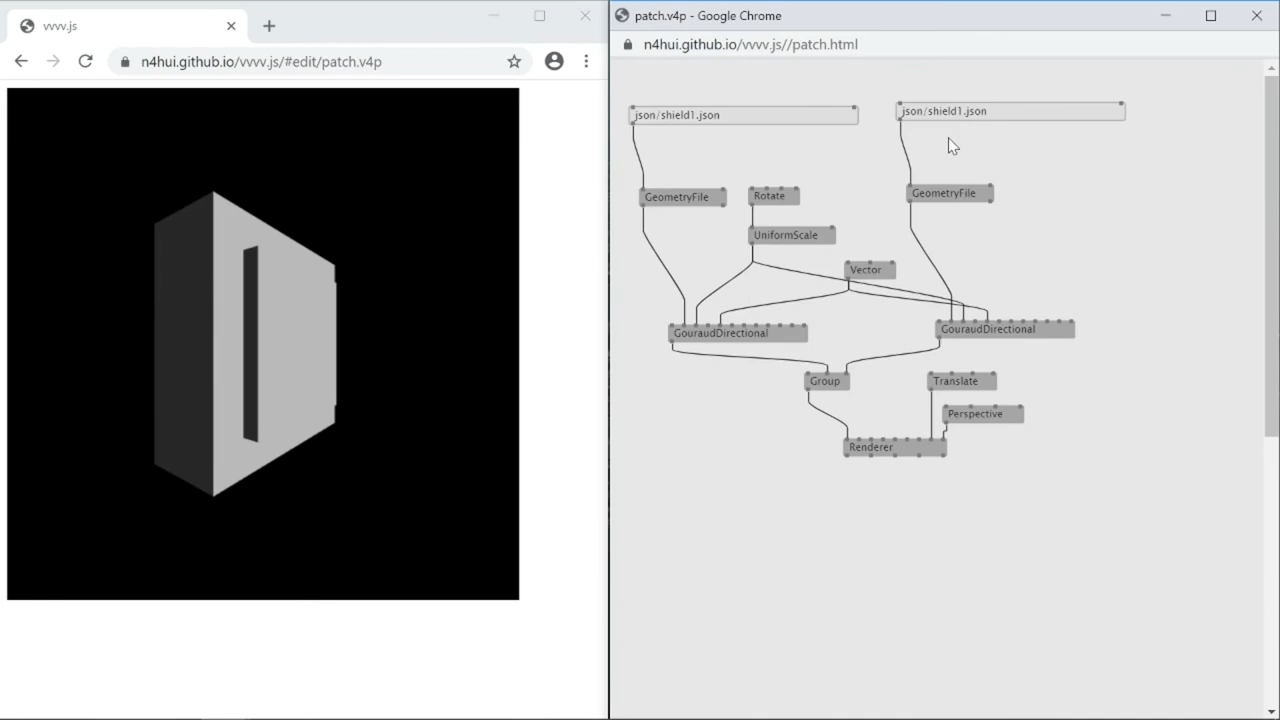 vvvv.js
n4hui.github.io/vvvv.js/#edit/patch.v4p
patch.v4p - Google Chrome
n4hui.github.io/vvvv.js//patch.html
json/shield1.json
json/shield1.json
GeometryFile
Rotate
GeometryFile
UniformScale
Vector
GouraudDirectional
GouraudDirectional
Group
Translate
Perspective
Renderer